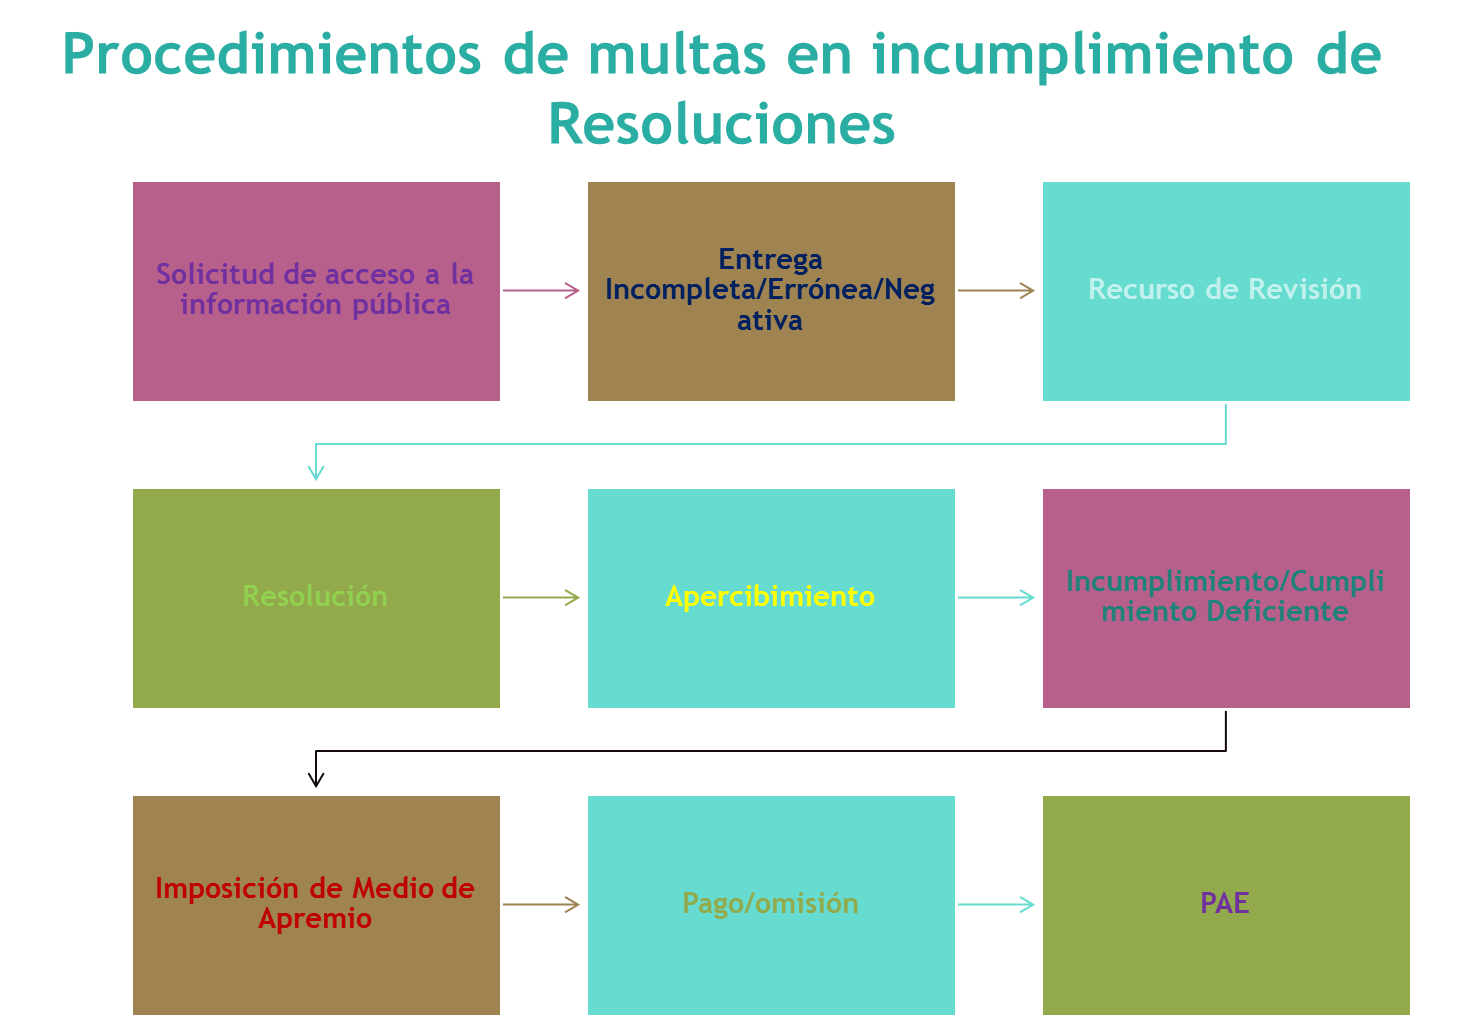 Procedimientos de multas en incumplimiento de
Resoluciones
Solicitud de acceso a la
información pública
Entrega
Incompleta/Errónea/Neg
ativa
Recurso de Revisión
Resolución
Apercibimiento
Incumplimiento/Cumpli
miento Deficiente
Imposición de Medio de
Apremio
Pago/omisión
PAE